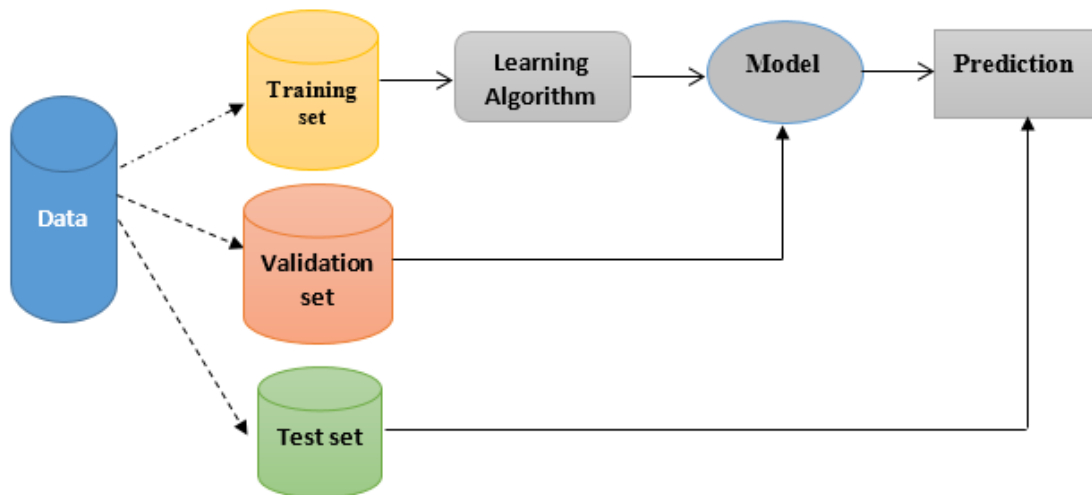 Training
set
Learning
Algorithm
Model
Prediction
Data
Validation
set
Test set